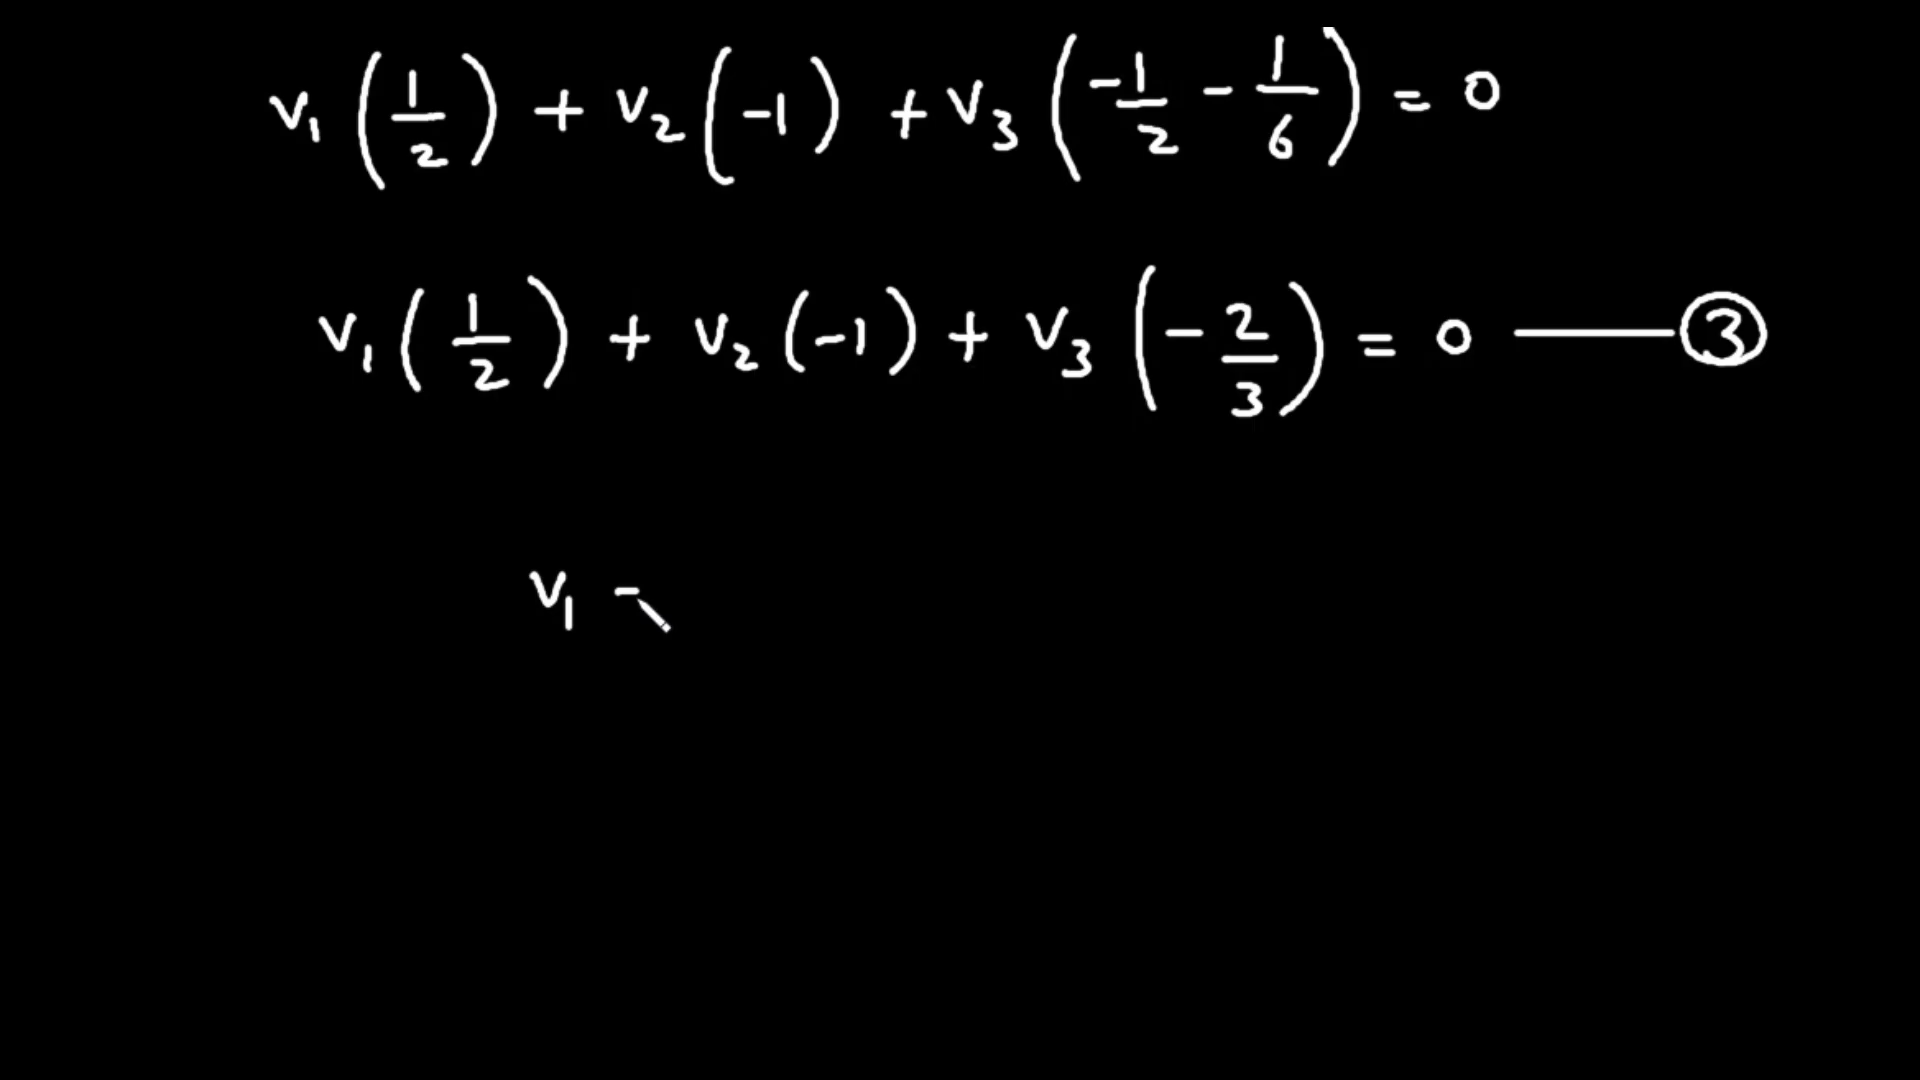 V₁(1/2) + V₂(-1) + V₃(-1/2 - 1/6) = 0
V₁(1/2) + V₂(-1) + V₃(-2/3) = 0 —— ③
V₁ -